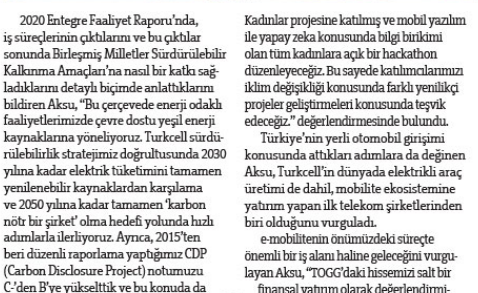 2020 Entegre Faaliyet Raporu’nda,
iş süreçlerinin çıktılarını ve bu çıktılar
sonunda Birleşmiş Milletler Sürdürülebilir
Kalkınma Amaçları’na nasıl bir katkı sağ-
ladıklarını detaylı biçimde anlattıklarını
bildiren Aksu, “Bu çerçevede enerji odaklı
faaliyetlerimizde çevre dostu yeşil enerji
kaynaklarına yöneliyoruz. Turkcell sürdü-
rülebilirlik stratejimiz doğrultusunda 2030
yılına kadar elektrik tüketimini tamamen
yenilenebilir kaynaklardan karşılama
ve 2050 yılına kadar tamamen ‘karbon
nötr bir şirket’ olma hedefi yolunda hızlı
adımlarla ilerliyoruz. Ayrıca, 2015’ten
beri düzenli raporlama yaptığımız CDP
(Carbon Disclosure Project) notumuzu
C-’den B’ye yükselttik ve bu konuda da
Kadınlar projesine katılmış ve mobil yazılım
ile yapay zeka konusunda bilgi birikimi
olan tüm kadınlara açık bir hackathon
düzenleyeceğiz. Bu sayede katılımcılarımızı
iklim değişikliği konusunda farklı yenilikçi
projeler geliştirmeleri konusunda teşvik
edeceğiz.” değerlendirmesinde bulundu.
Türkiye’nin yerli otomobil girişimi
konusunda attıkları adımlara da değinen
Aksu, Turkcell’in dünyada elektrikli araç
üretimi de dahil, mobilite ekosistemine
yatırım yapan ilk telekom şirketlerinden
biri olduğunu vurguladı.
e-mobilitenin önümüzdeki süreçte
önemli bir iş alanı haline geleceğini vurgu-
layan Aksu, “TOGG’daki hissemizi salt bir
finansal yatırım olarak değerlendirmi-